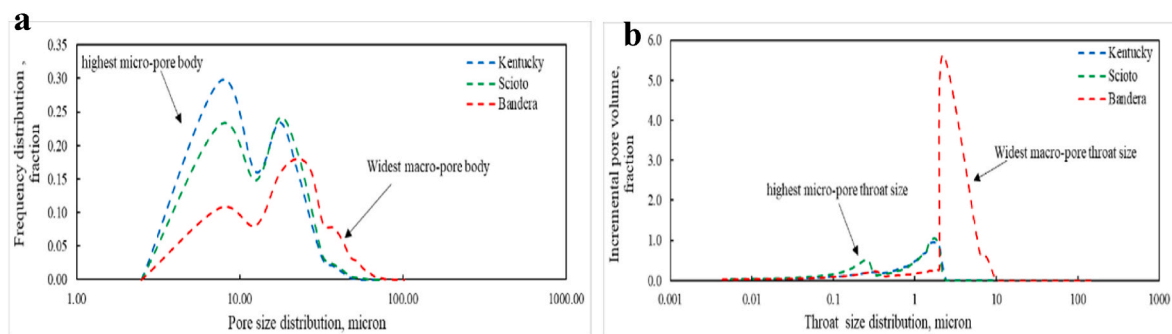 a
Frequency distribution ,
fraction
0.35
0.30
0.25
0.20
0.15
0.10
0.05
0.00
1.00
10.00
100.00
1000.00
Pore size distribution, micron
highest micro-pore body
Widest macro-pore body
Kentucky
Scioto
Bandera
b
Incremental pore volume,
fraction
6.0
5.0
4.0
3.0
2.0
1.0
0.0
0.001
0.01
0.1
1
10
100
1000
Throat size distribution, micron
highest micro-pore throat size
Widest macro-pore throat size
Kentucky
Scioto
Bandera